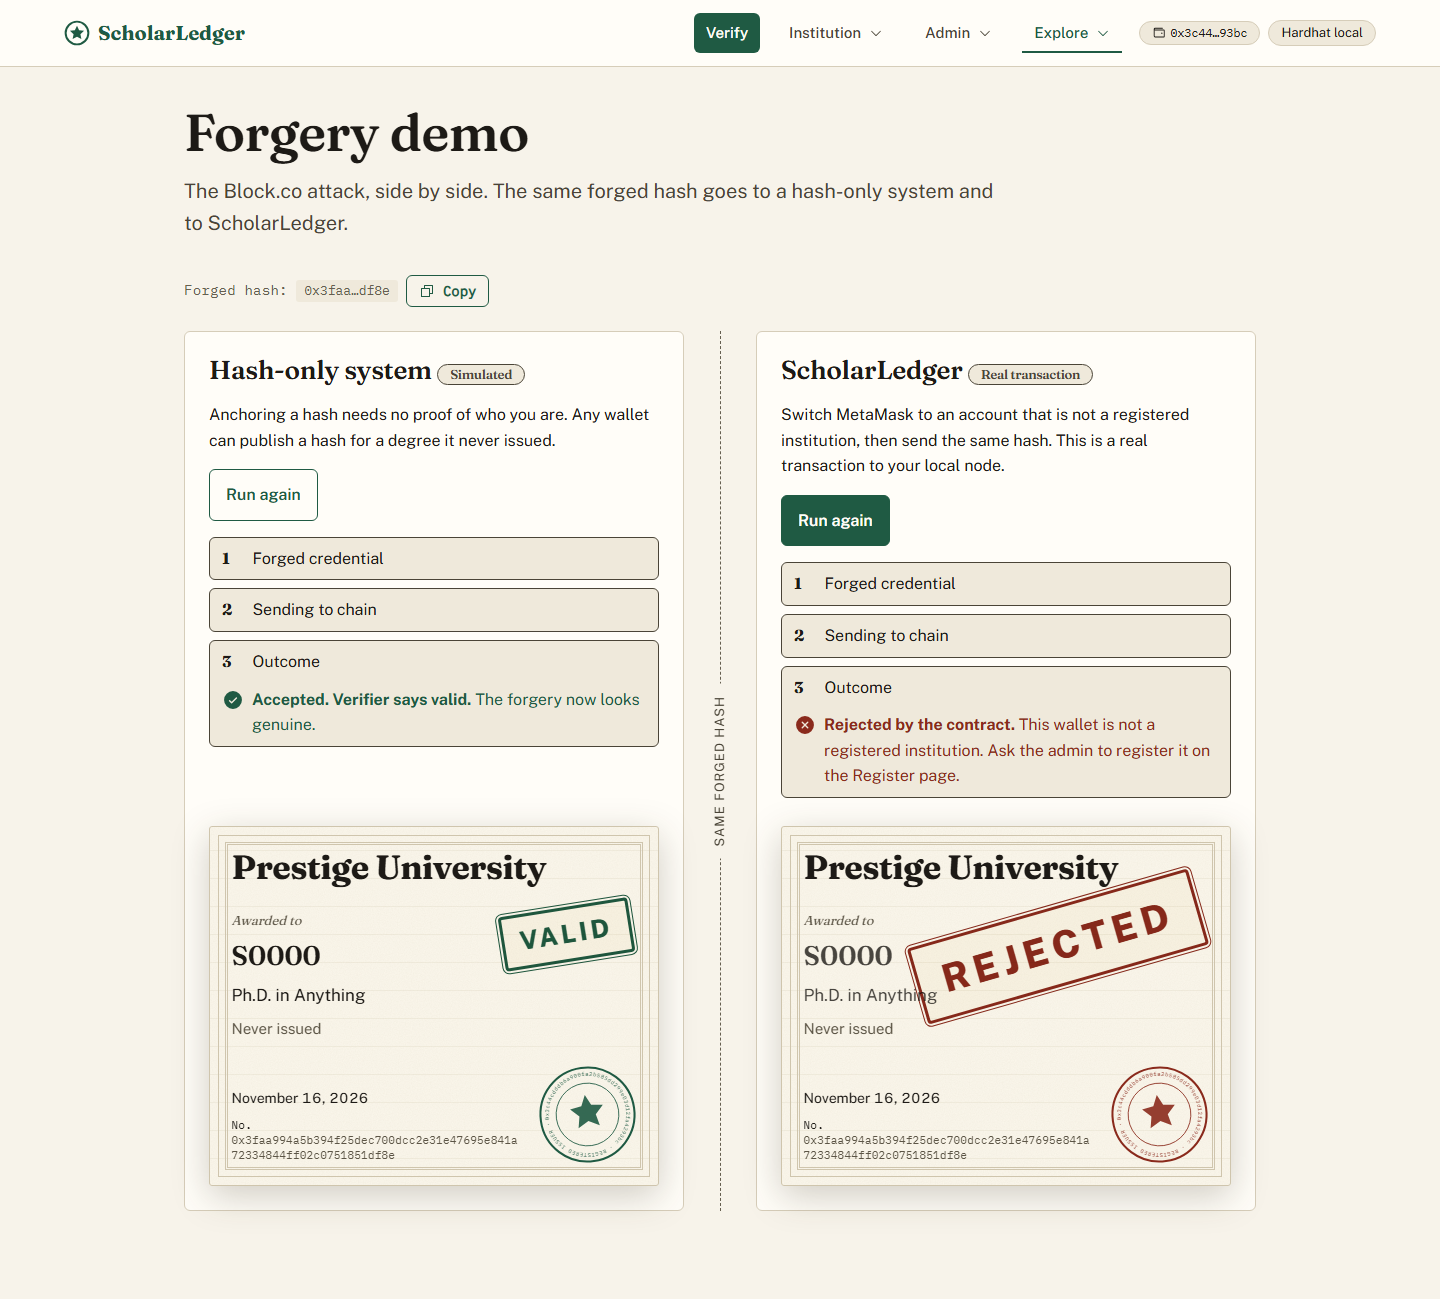 ScholarLedger
Verify
Institution
Admin
Explore
0x3c44…93bc
Hardhat local
Forgery demo
The Block.co attack, side by side. The same forged hash goes to a hash-only system and
to ScholarLedger.
Forged hash: 0x3faa…df8e
Copy
Hash-only system
Simulated
Anchoring a hash needs no proof of who you are. Any wallet
can publish a hash for a degree it never issued.
Run again
1 Forged credential
2 Sending to chain
3 Outcome
Accepted. Verifier says valid. The forgery now looks
genuine.
Prestige University
Awarded to
S0000
VALID
Ph.D. in Anything
Never issued
November 16, 2026
No.
0x3faa994a5b394f25dec700dcc2e31e47695e841a
72334844ff02c0751851df8e
SAME FORGED HASH
ScholarLedger
Real transaction
Switch MetaMask to an account that is not a registered
institution, then send the same hash. This is a real
transaction to your local node.
Run again
1 Forged credential
2 Sending to chain
3 Outcome
Rejected by the contract. This wallet is not a
registered institution. Ask the admin to register it on
the Register page.
Prestige University
Awarded to
S0000
REJECTED
Ph.D. in Anything
Never issued
November 16, 2026
No.
0x3faa994a5b394f25dec700dcc2e31e47695e841a
72334844ff02c0751851df8e